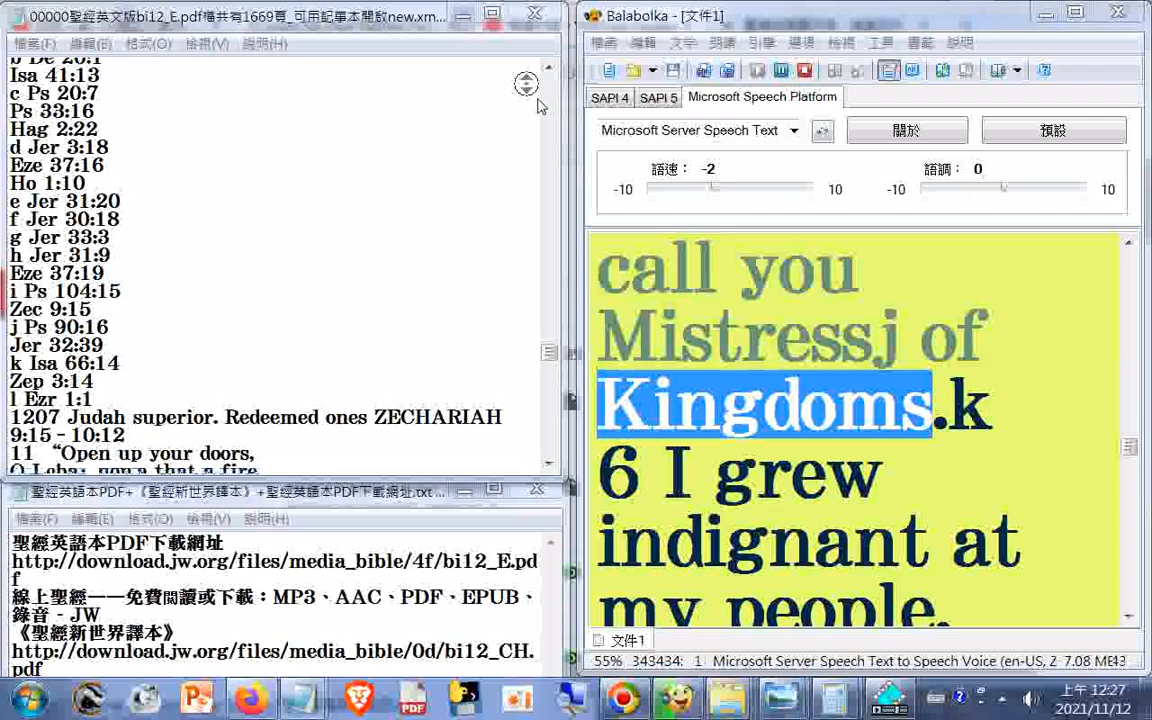 00000聖經英文版bi12_E.pdf檔共有1669頁_可用記事本開啟new.xm...
檔案(F) 編輯(E) 格式(O) 檢視(V) 說明(H)
b De 20:1
Isa 41:13
c Ps 20:7
Ps 33:16
Hag 2:22
d Jer 3:18
Eze 37:16
Ho 1:10
e Jer 31:20
f Jer 30:18
g Jer 33:3
h Jer 31:9
Eze 37:19
i Ps 104:15
Zec 9:15
j Ps 90:16
Jer 32:39
k Isa 66:14
Zep 3:14
l Ezr 1:1
1207 Judah superior. Redeemed ones ZECHARIAH
9:15 – 10:12
11 “Open up your doors,
that a fire
聖經英語本PDF+《聖經新世界譯本》+聖經英語本PDF下載網址.txt ...
檔案(F) 編輯(E) 格式(O) 檢視(V) 說明(H)
聖經英語本PDF下載網址
http://download.jw.org/files/media_bible/4f/bi12_E.pd
f
線上聖經——免費閱讀或下載：MP3、AAC、PDF、EPUB、
錄音 - JW
《聖經新世界譯本》
http://download.jw.org/files/media_bible/0d/bi12_CH.
pdf
Balabolka - [文件1]
檔案 編輯 文字 朗讀 引擎 選項 檢視 工具 書籤 說明
SAPI 4 SAPI 5 Microsoft Speech Platform
Microsoft Server Speech Text 關於 預設
語速： -2 語調： 0
-10 10 -10 10
call you
Mistressj of
Kingdoms.k
6 I grew
indignant at
my people.
文件1
55% 343434: 1 Microsoft Server Speech Text to Speech Voice (en-US, Z 7.08 MB
上午 12:27
2021/11/12